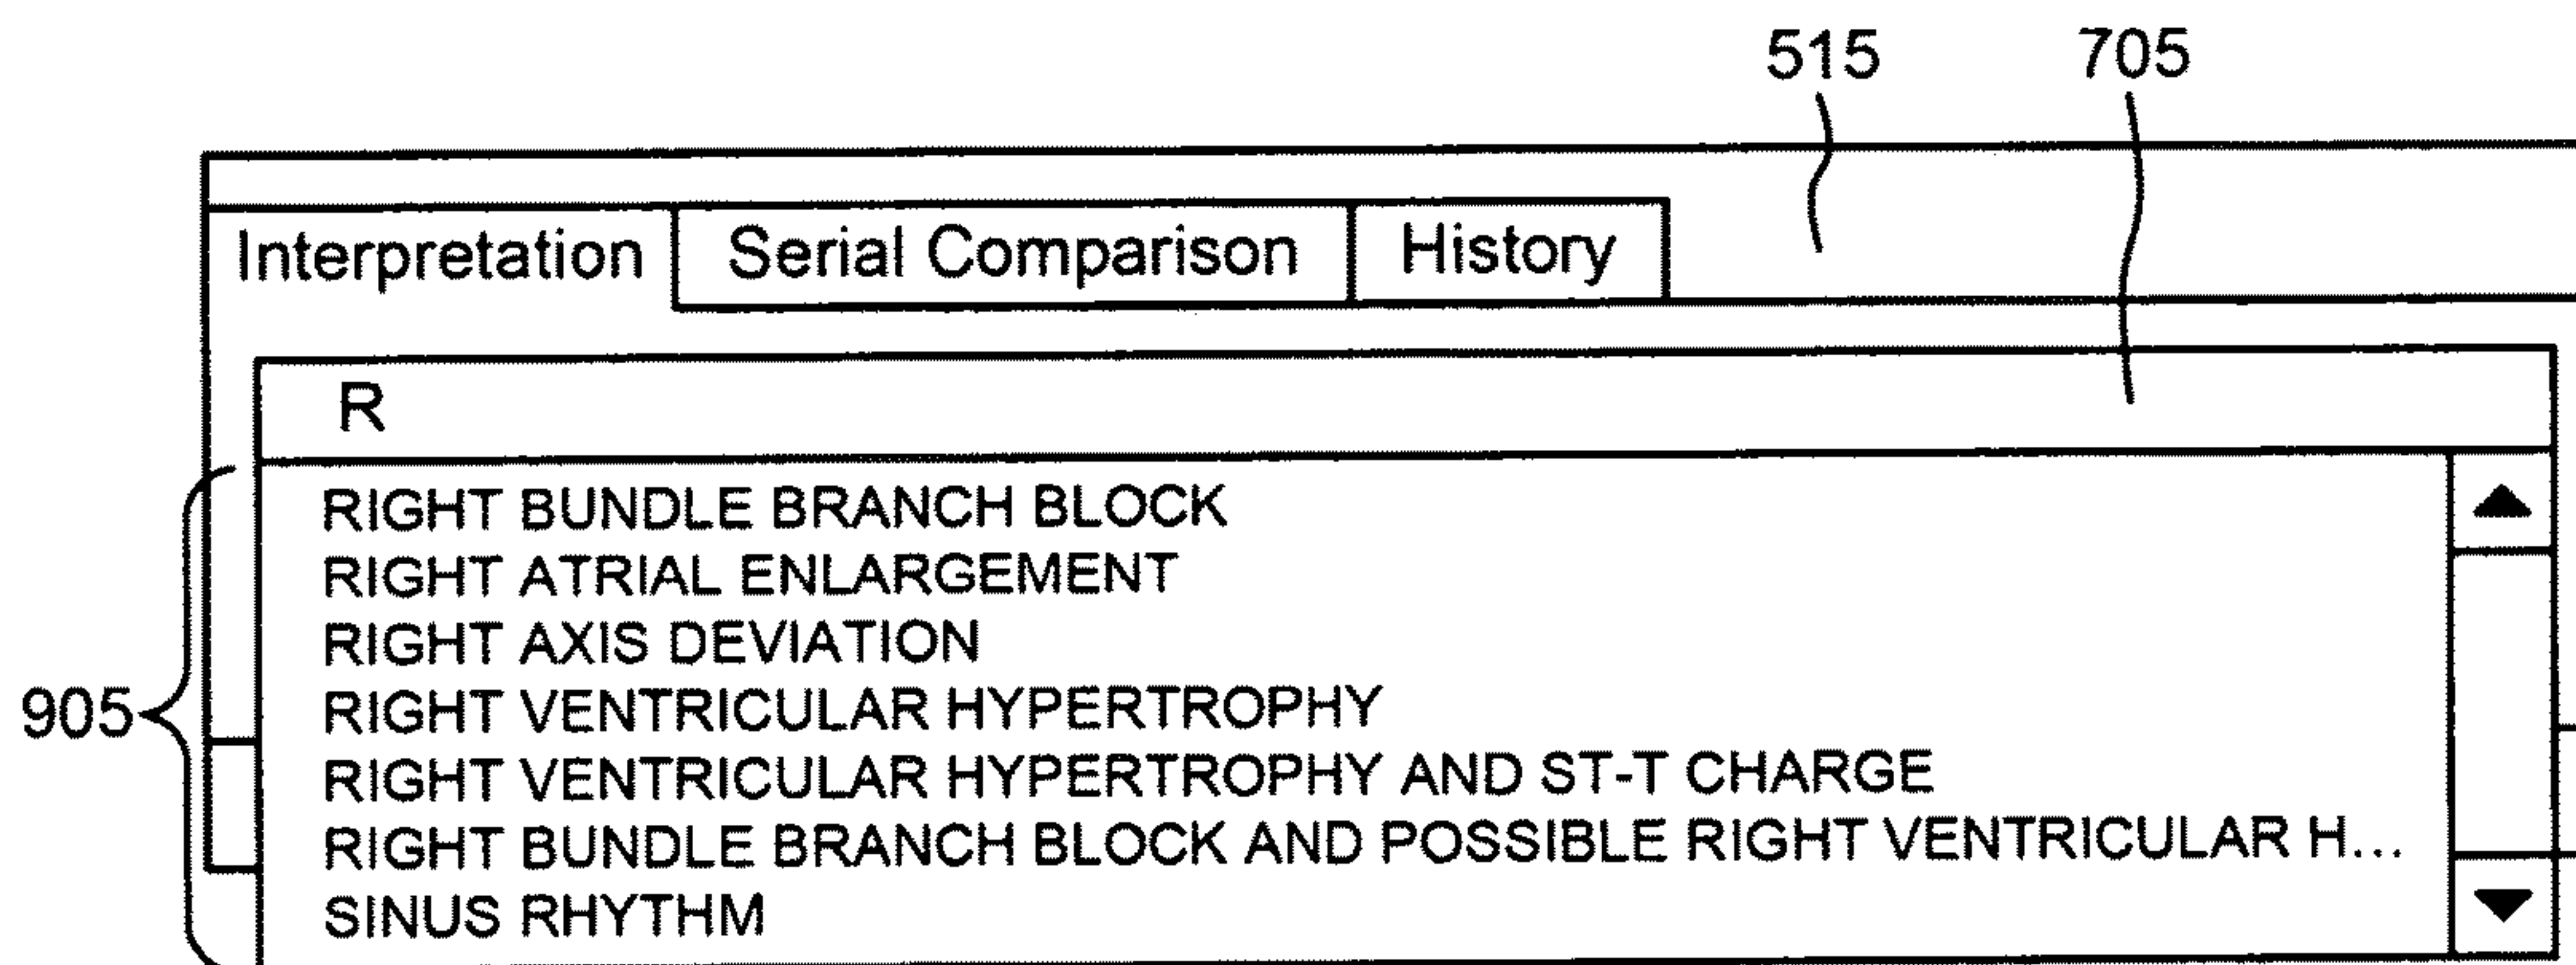 515 705
Interpretation Serial Comparison History
R
RIGHT BUNDLE BRANCH BLOCK
RIGHT ATRIAL ENLARGEMENT
RIGHT AXIS DEVIATION
905 RIGHT VENTRICULAR HYPERTROPHY
RIGHT VENTRICULAR HYPERTROPHY AND ST-T CHARGE
RIGHT BUNDLE BRANCH BLOCK AND POSSIBLE RIGHT VENTRICULAR H...
SINUS RHYTHM